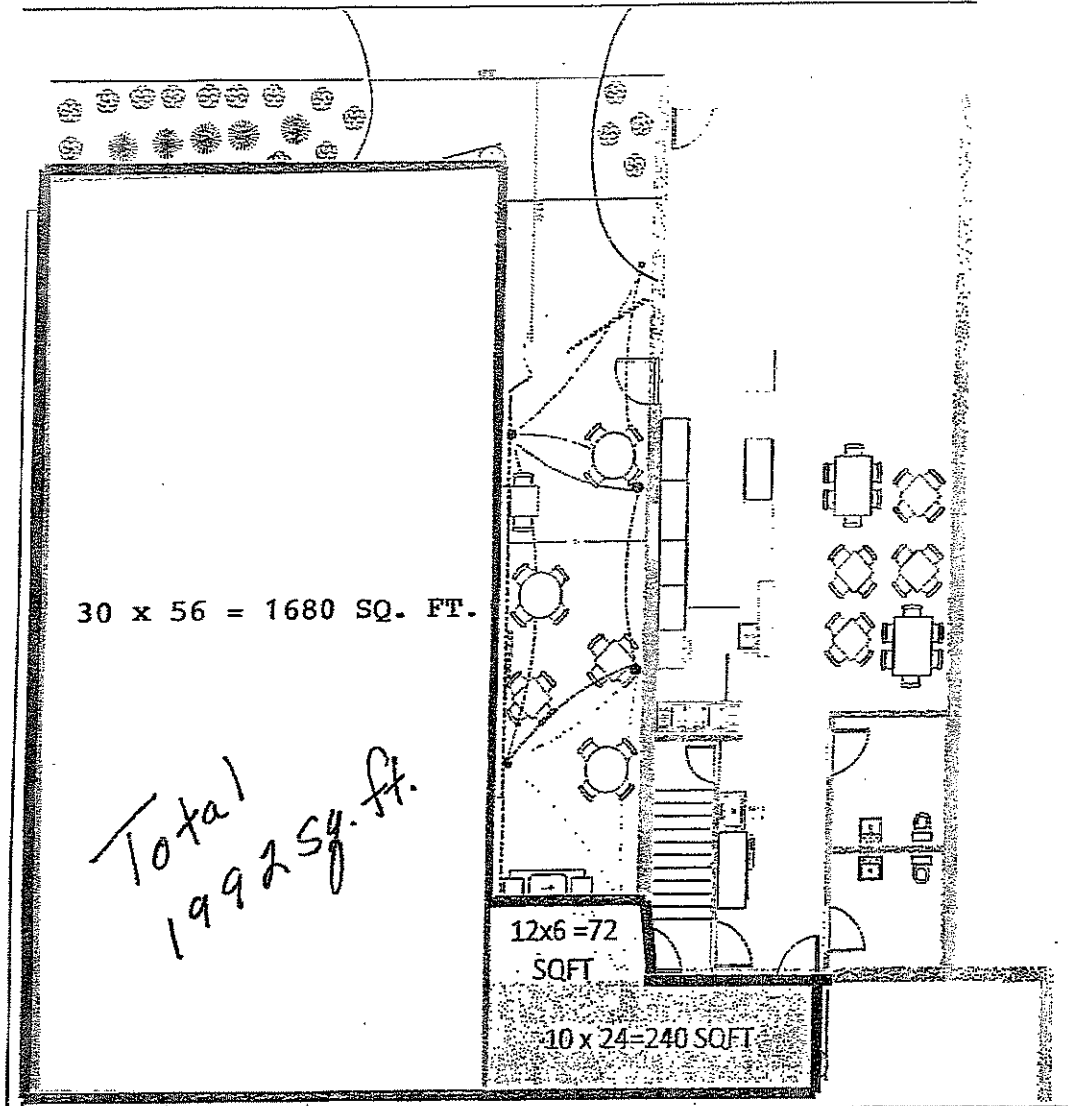 30 x 56 = 1680 SQ. FT.
Total
1992 sq. ft.
12x6 =72
SQFT
10 x 24=240 SQFT